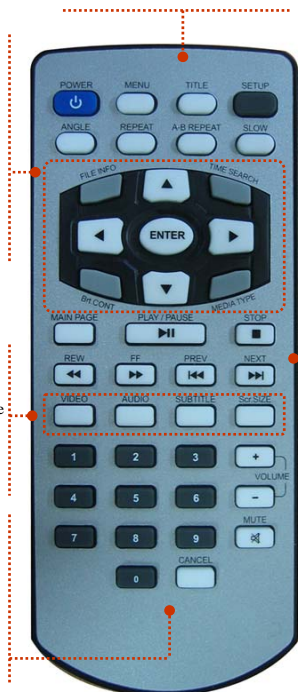 POWER MENU TITLE SETUP
ANGLE REPEAT A-B REPEAT SLOW
FILE INFO TIME SEARCH
ENTER
Brt.CONT MEDIA TYPE
MAIN PAGE PLAY / PAUSE STOP
REW FF PREV NEXT
VIDEO AUDIO SUBTITLE Scr.SIZE
e
1 2 3 +
VOLUME
4 5 6 −
MUTE
7 8 9
CANCEL
0